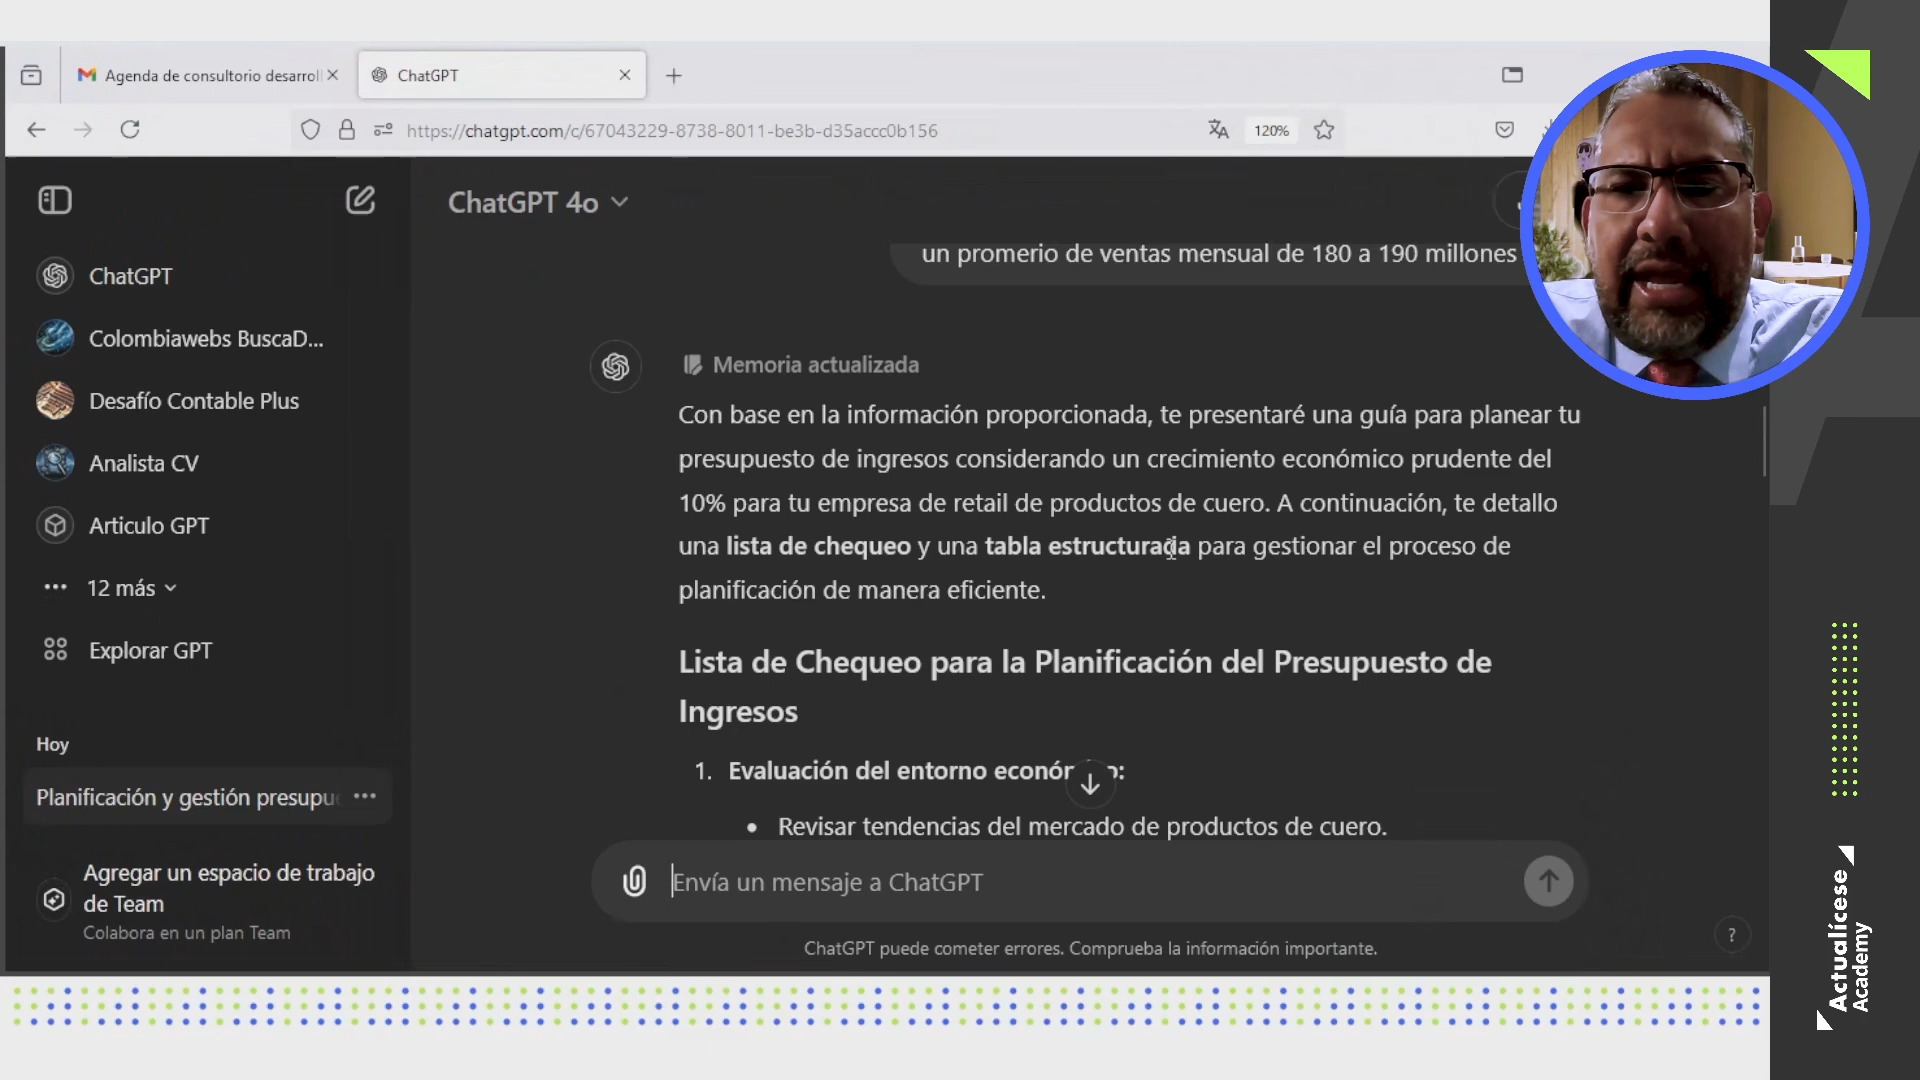 Agenda de consultorio desarroll
ChatGPT
https://chatgpt.com/c/67043229-8738-8011-be3b-d35accc0b156
120%
ChatGPT 4o
ChatGPT
Colombiawebs BuscaD...
Desafío Contable Plus
Analista CV
Articulo GPT
12 más
Explorar GPT
Hoy
Planificación y gestión presupu
Agregar un espacio de trabajo
de Team
Colabora en un plan Team
un promerio de ventas mensual de 180 a 190 millones
Memoria actualizada
Con base en la información proporcionada, te presentaré una guía para planear tu
presupuesto de ingresos considerando un crecimiento económico prudente del
10% para tu empresa de retail de productos de cuero. A continuación, te detallo
una lista de chequeo y una tabla estructurada para gestionar el proceso de
planificación de manera eficiente.
Lista de Chequeo para la Planificación del Presupuesto de
Ingresos
1. Evaluación del entorno económico:
• Revisar tendencias del mercado de productos de cuero.
Envía un mensaje a ChatGPT
ChatGPT puede cometer errores. Comprueba la información importante.
?
Actualícese
Academy